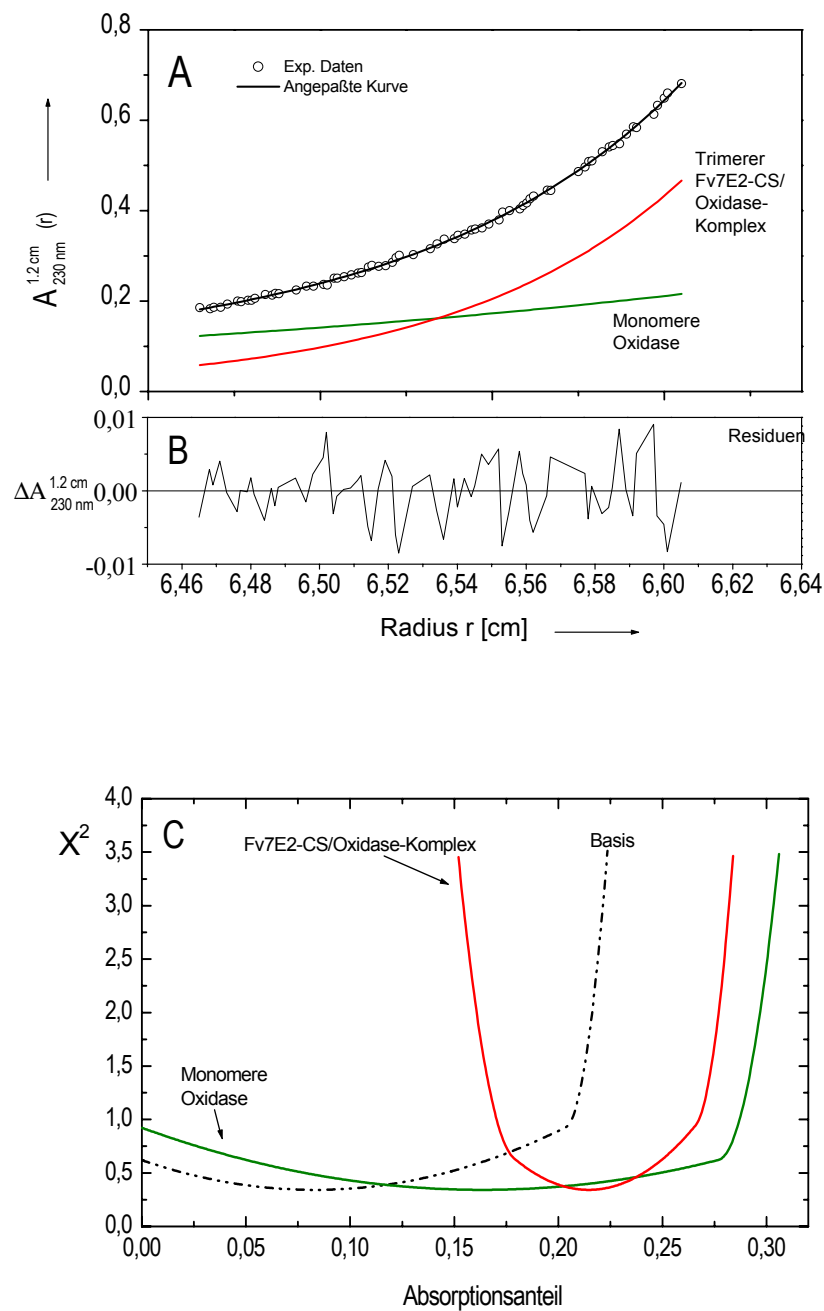 0,8
A
Exp. Daten
Angepaßte Kurve
0,6
0,4
0,2
0,0
A 1.2 cm 230 nm (r)
Trimerer
Fv7E2-CS/
Oxidase-
Komplex
Monomere
Oxidase
0,01
B
Residuen
ΔA 1.2 cm 230 nm
0,00
-0,01
6,46 6,48 6,50 6,52 6,54 6,56 6,58 6,60 6,62 6,64
Radius r [cm]
4,0
X²
C
Fv7E2-CS/Oxidase-Komplex
Basis
3,5
3,0
2,5
2,0
1,5
Monomere
Oxidase
1,0
0,5
0,0
0,00 0,05 0,10 0,15 0,20 0,25 0,30
Absorptionsanteil